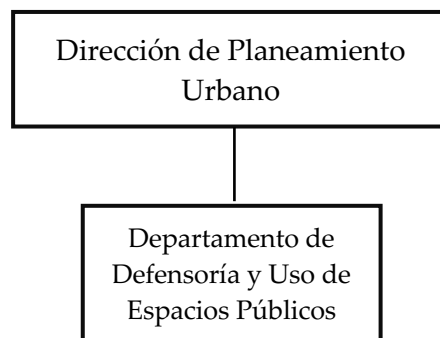 Dirección de Planeamiento
Urbano
Departamento de
Defensoría y Uso de
Espacios Públicos